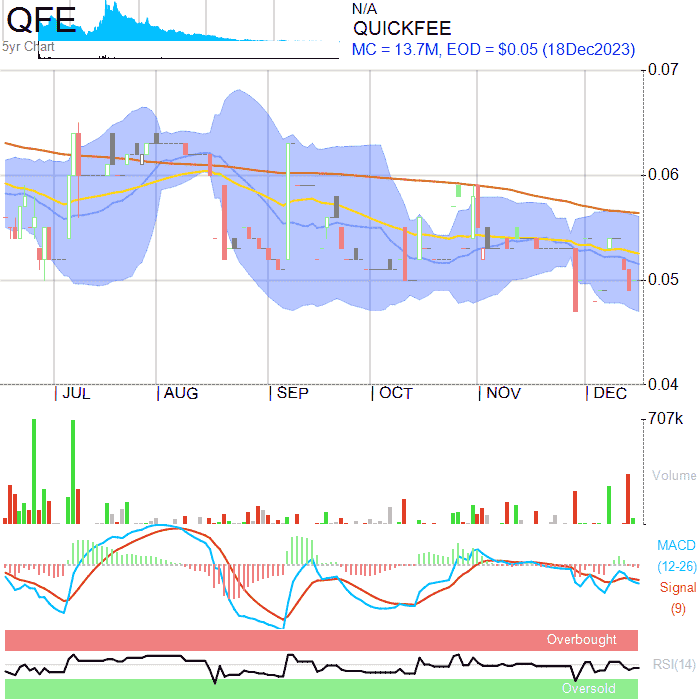 QFE
5yr Chart
N/A
QUICKFEE
MC = 13.7M, EOD = $0.05 (18Dec2023)
0.07
0.06
0.05
0.04
JUL AUG SEP OCT NOV DEC
707k
Volume
MACD
(12-26)
Signal
(9)
Overbought
RSI(14)
Oversold